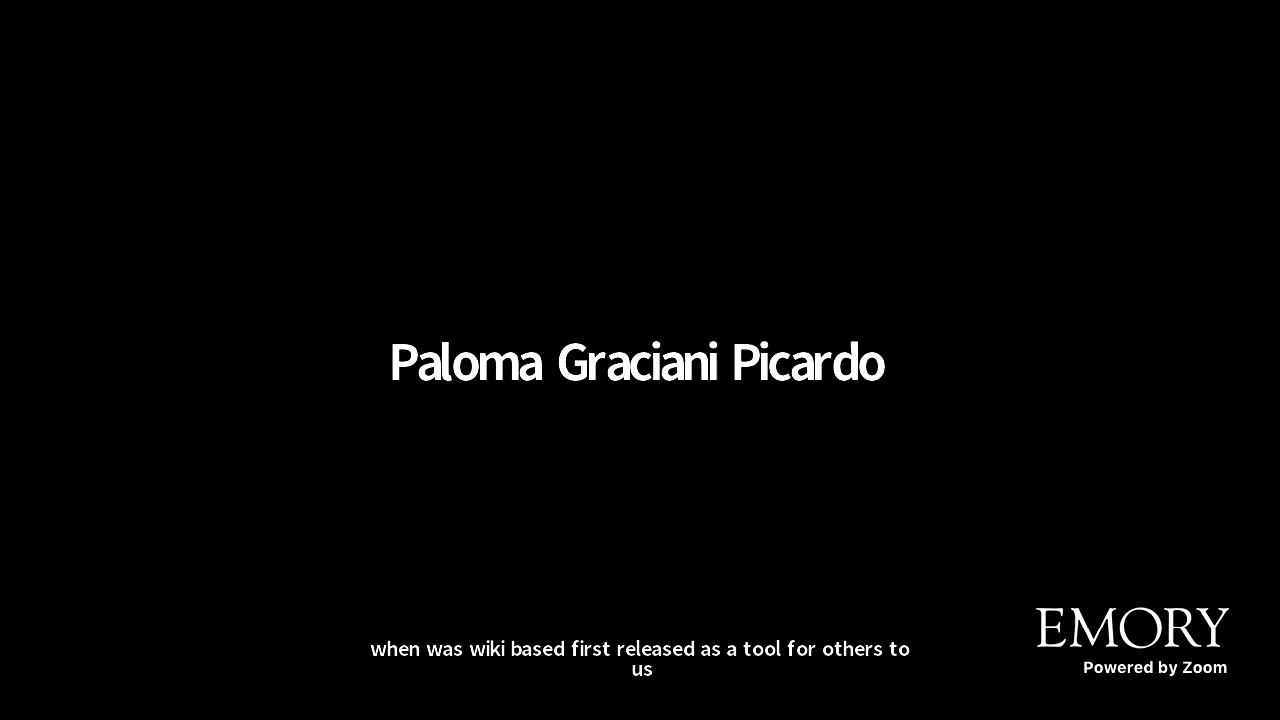 Paloma Graciani Picardo
when was wiki based first released as a tool for others to
us
EMORY
Powered by Zoom